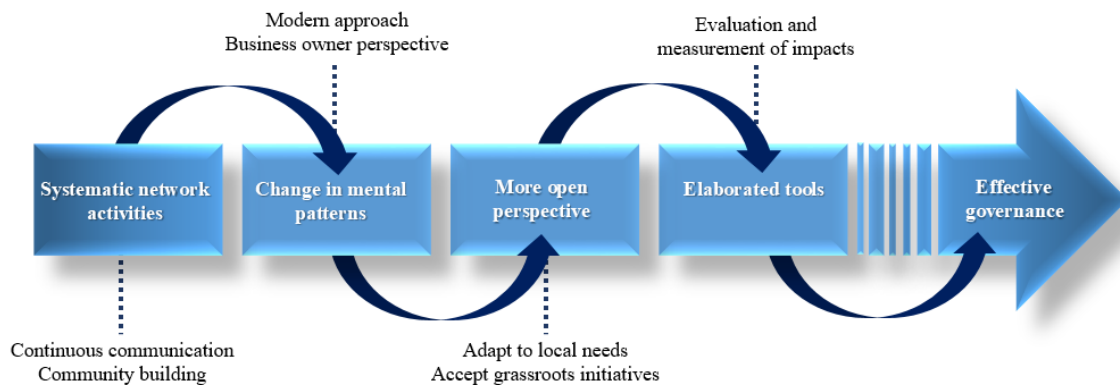 Modern approach
Business owner perspective
Evaluation and
measurement of impacts
Systematic network
activities
Change in mental
patterns
More open
perspective
Elaborated tools
Effective
governance
Continuous communication
Community building
Adapt to local needs
Accept grassroots initiatives